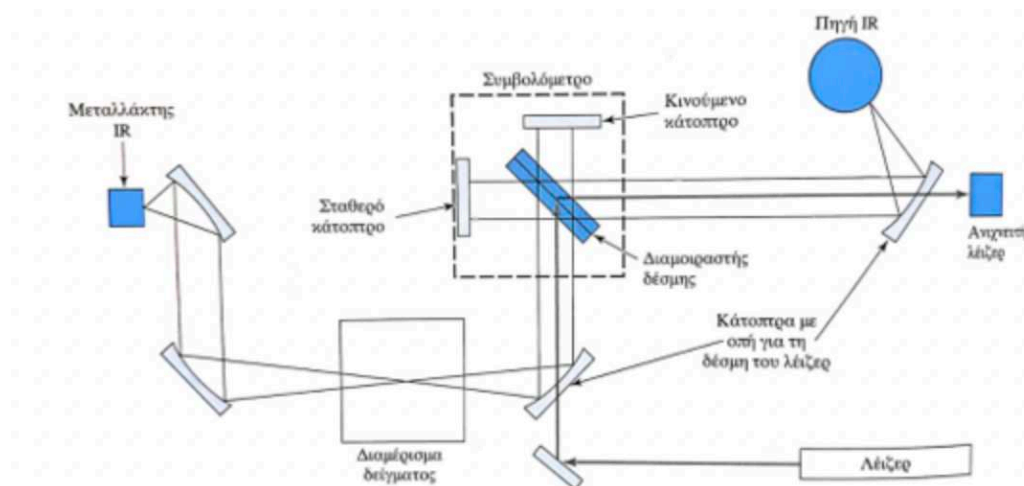 Πηγή IR
Συμβολόμετρο
Μεταλλάκτης
IR
Κινούμενο
κάτοπτρο
Σταθερό
κάτοπτρο
Ανιχνευτή
λέιζερ
Διαμοιραστής
δέσμης
Κάτοπτρα με
οπή για τη
δέσμη του λέιζερ
Διαμέρισμα
δείγματος
Λέιζερ